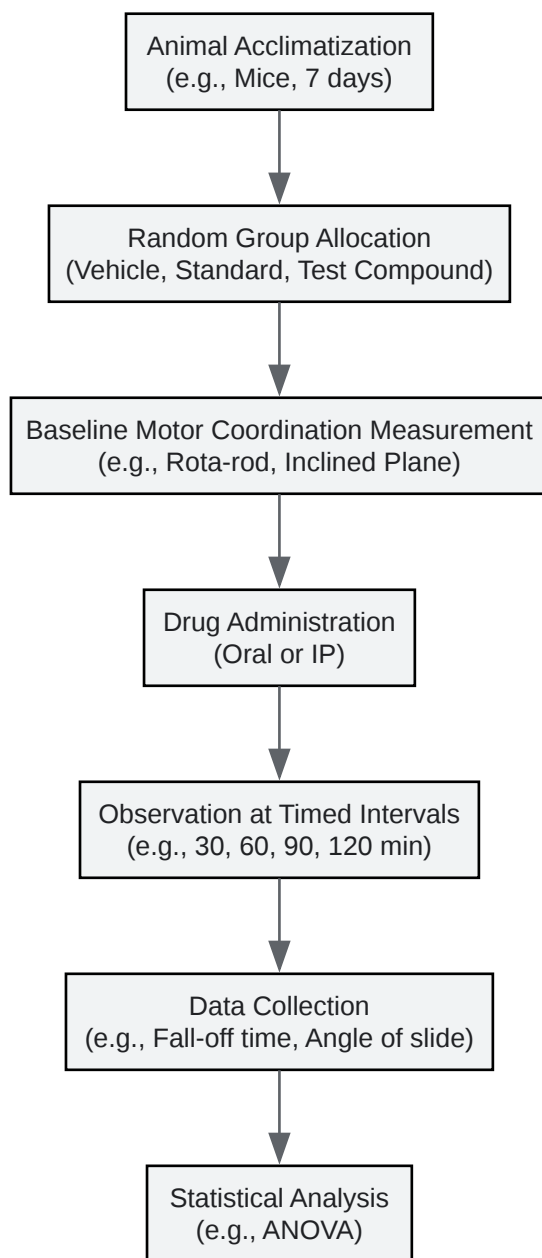 Animal Acclimatization
(e.g., Mice, 7 days)
Random Group Allocation
(Vehicle, Standard, Test Compound)
Baseline Motor Coordination Measurement
(e.g., Rota-rod, Inclined Plane)
Drug Administration
(Oral or IP)
Observation at Timed Intervals
(e.g., 30, 60, 90, 120 min)
Data Collection
(e.g., Fall-off time, Angle of slide)
Statistical Analysis
(e.g., ANOVA)